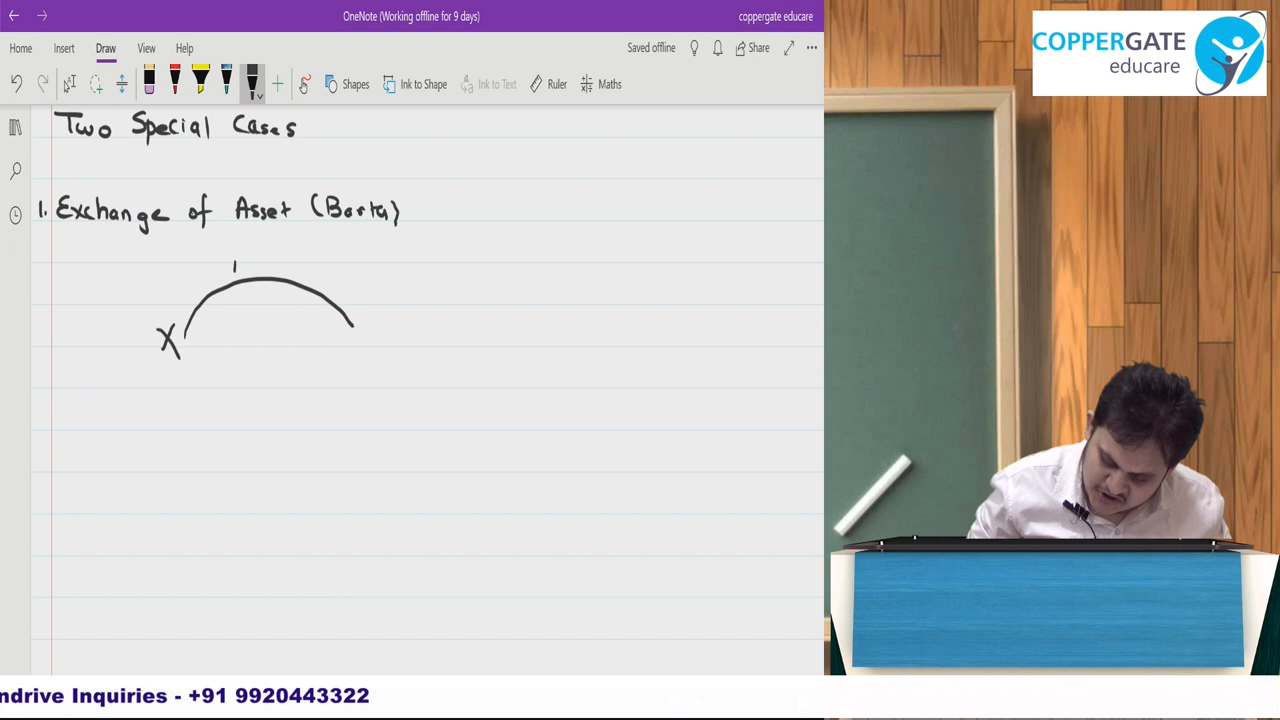 OneNote (Working offline for 9 days)
coppergate educare
Home Insert Draw View Help
Saved offline
Share
Shapes
Ink to Shape
Ink to Text
Ruler
Maths
Two Special Cases
1. Exchange of Asset (Barter)
X
COPPERGATE
educare
ndrive Inquiries - +91 9920443322